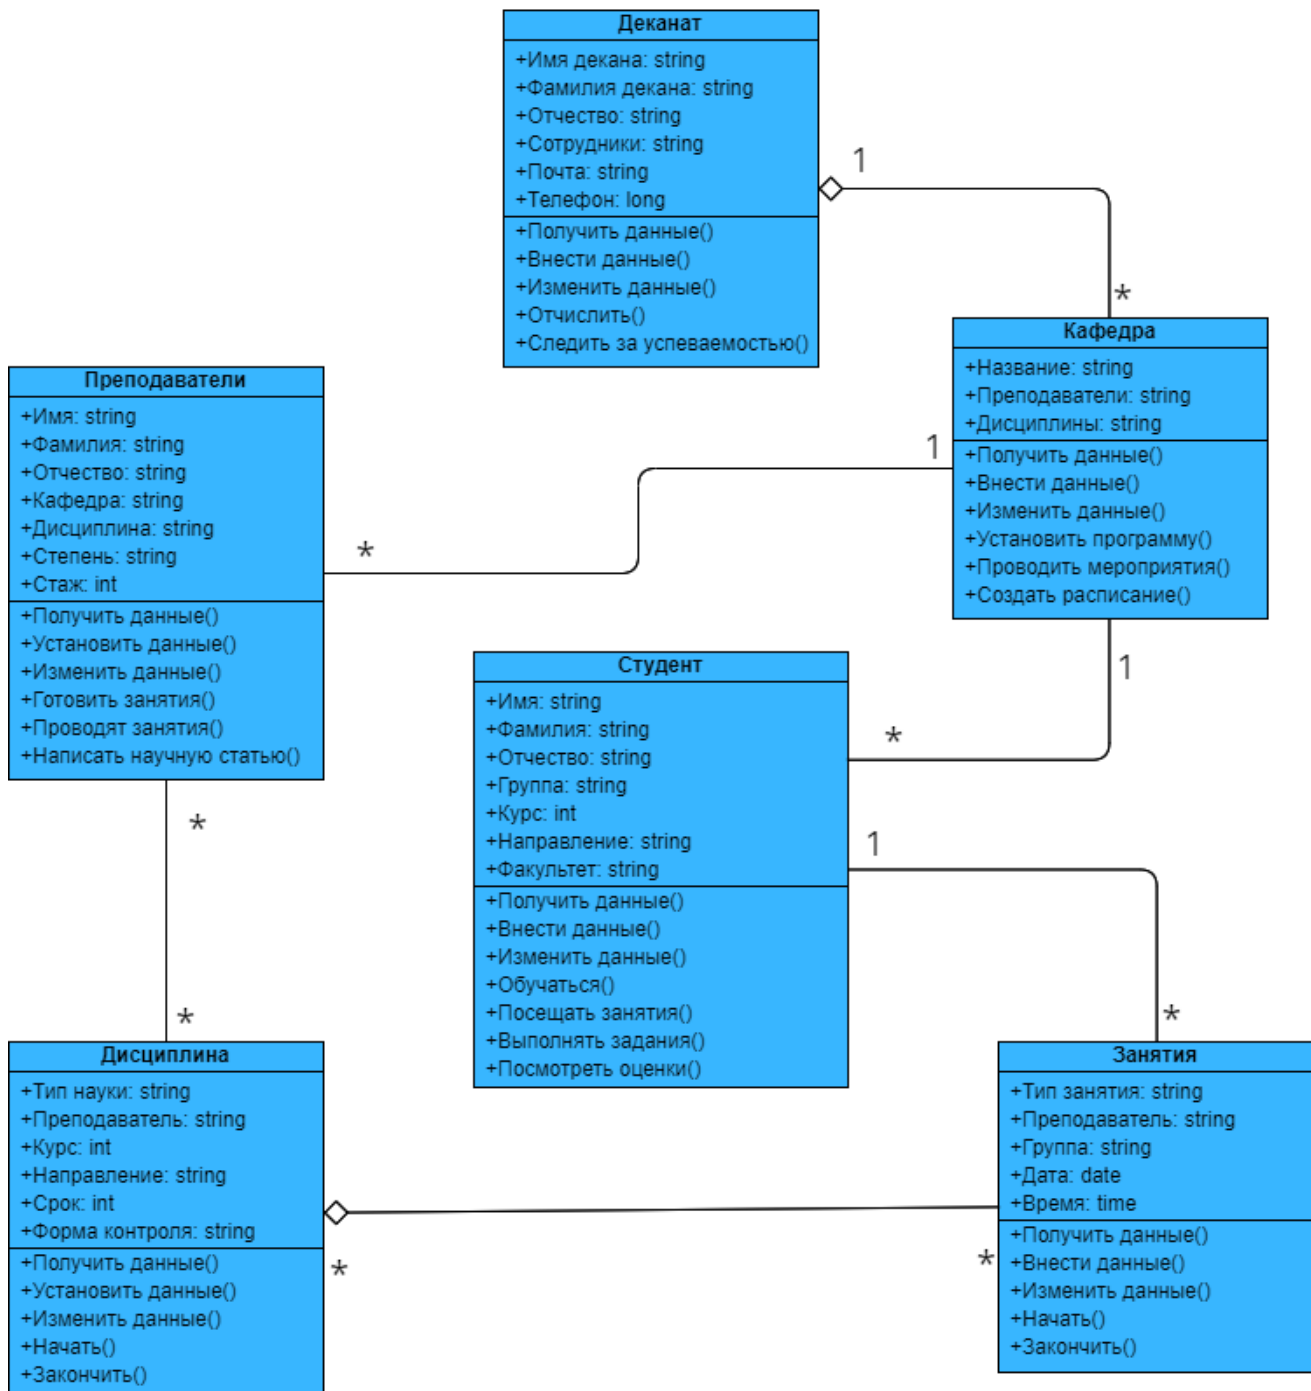 Деканат
+Имя декана: string
+Фамилия декана: string
+Отчество: string
+Сотрудники: string
+Почта: string
+Телефон: long
+Получить данные()
+Внести данные()
+Изменить данные()
+Отчислить()
+Следить за успеваемостью()
1
*
Кафедра
+Название: string
+Преподаватели: string
+Дисциплины: string
+Получить данные()
+Внести данные()
+Изменить данные()
+Установить программу()
+Проводить мероприятия()
+Создать расписание()
1
*
Преподаватели
+Имя: string
+Фамилия: string
+Отчество: string
+Кафедра: string
+Дисциплина: string
+Степень: string
+Стаж: int
+Получить данные()
+Установить данные()
+Изменить данные()
+Готовить занятия()
+Проводят занятия()
+Написать научную статью()
1
*
Студент
+Имя: string
+Фамилия: string
+Отчество: string
+Группа: string
+Курс: int
+Направление: string
+Факультет: string
+Получить данные()
+Внести данные()
+Изменить данные()
+Обучаться()
+Посещать занятия()
+Выполнять задания()
+Посмотреть оценки()
1
*
*
*
Дисциплина
+Тип науки: string
+Преподаватель: string
+Курс: int
+Направление: string
+Срок: int
+Форма контроля: string
+Получить данные()
+Установить данные()
+Изменить данные()
+Начать()
+Закончить()
*
*
Занятия
+Тип занятия: string
+Преподаватель: string
+Группа: string
+Дата: date
+Время: time
+Получить данные()
+Внести данные()
+Изменить данные()
+Начать()
+Закончить()